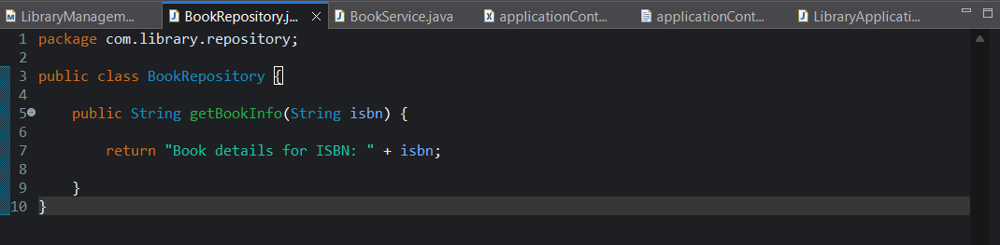 LibraryManagem...
BookRepository.j...
BookService.java
applicationCont...
applicationCont...
LibraryApplicati...
1 package com.library.repository;
2
3 public class BookRepository {
4
5 public String getBookInfo(String isbn) {
6
7 return "Book details for ISBN: " + isbn;
8
9 }
10 }